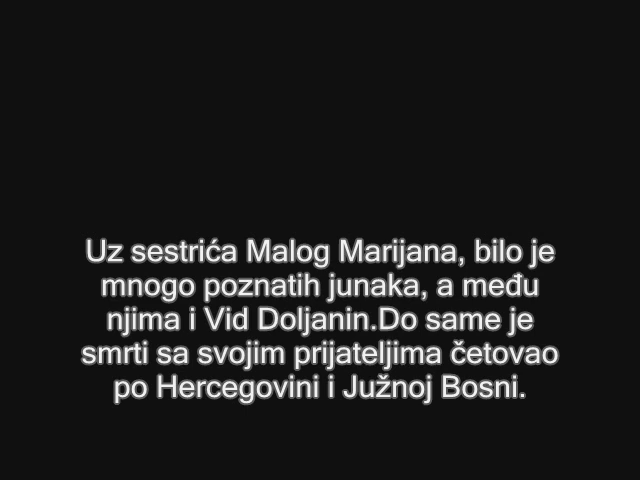 Uz sestrića Malog Marijana, bilo je
mnogo poznatih junaka, a među
njima i Vid Doljanin.Do same je
smrti sa svojim prijateljima četovao
po Hercegovini i Južnoj Bosni.